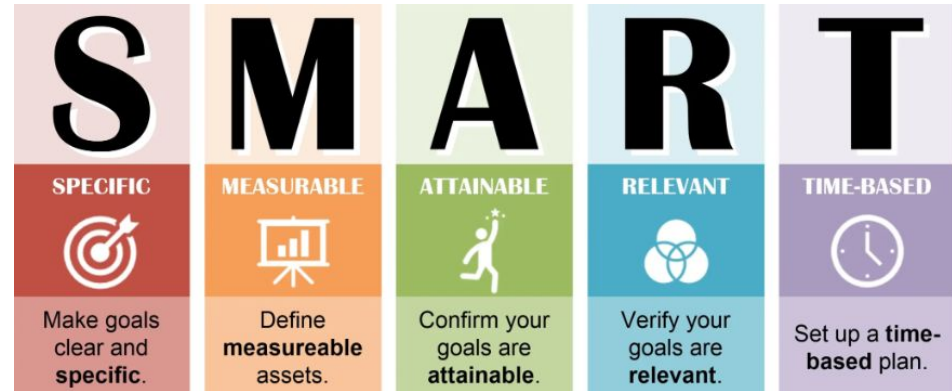 S
SPECIFIC
Make goals
clear and
specific.
M
MEASURABLE
Define
measureable
assets.
A
ATTAINABLE
Confirm your
goals are
attainable.
R
RELEVANT
Verify your
goals are
relevant.
T
TIME-BASED
Set up a time-
based plan.